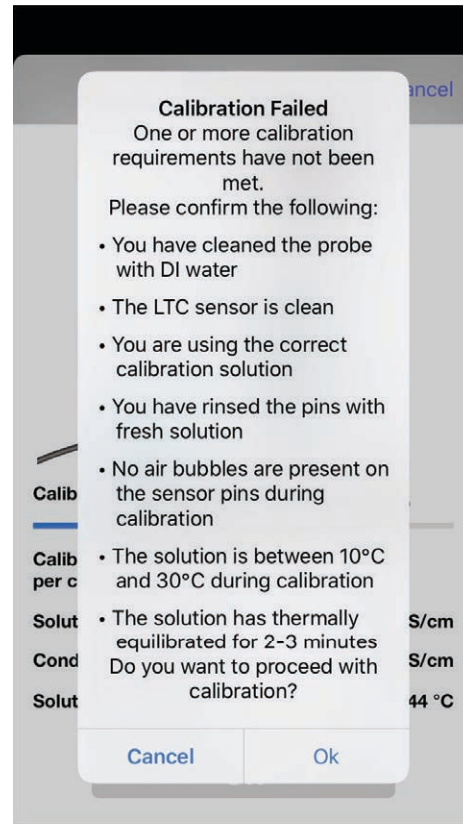 ancel
Calibration Failed
One or more calibration
requirements have not been
met.
Please confirm the following:
• You have cleaned the probe
with DI water
• The LTC sensor is clean
• You are using the correct
calibration solution
• You have rinsed the pins with
fresh solution
• No air bubbles are present on
the sensor pins during
calibration
• The solution is between 10°C
and 30°C during calibration
• The solution has thermally
equilibrated for 2-3 minutes
Do you want to proceed with
calibration?
Cancel Ok
Calib
Calib
per c
Solut S/cm
Cond S/cm
Solut 44 °C